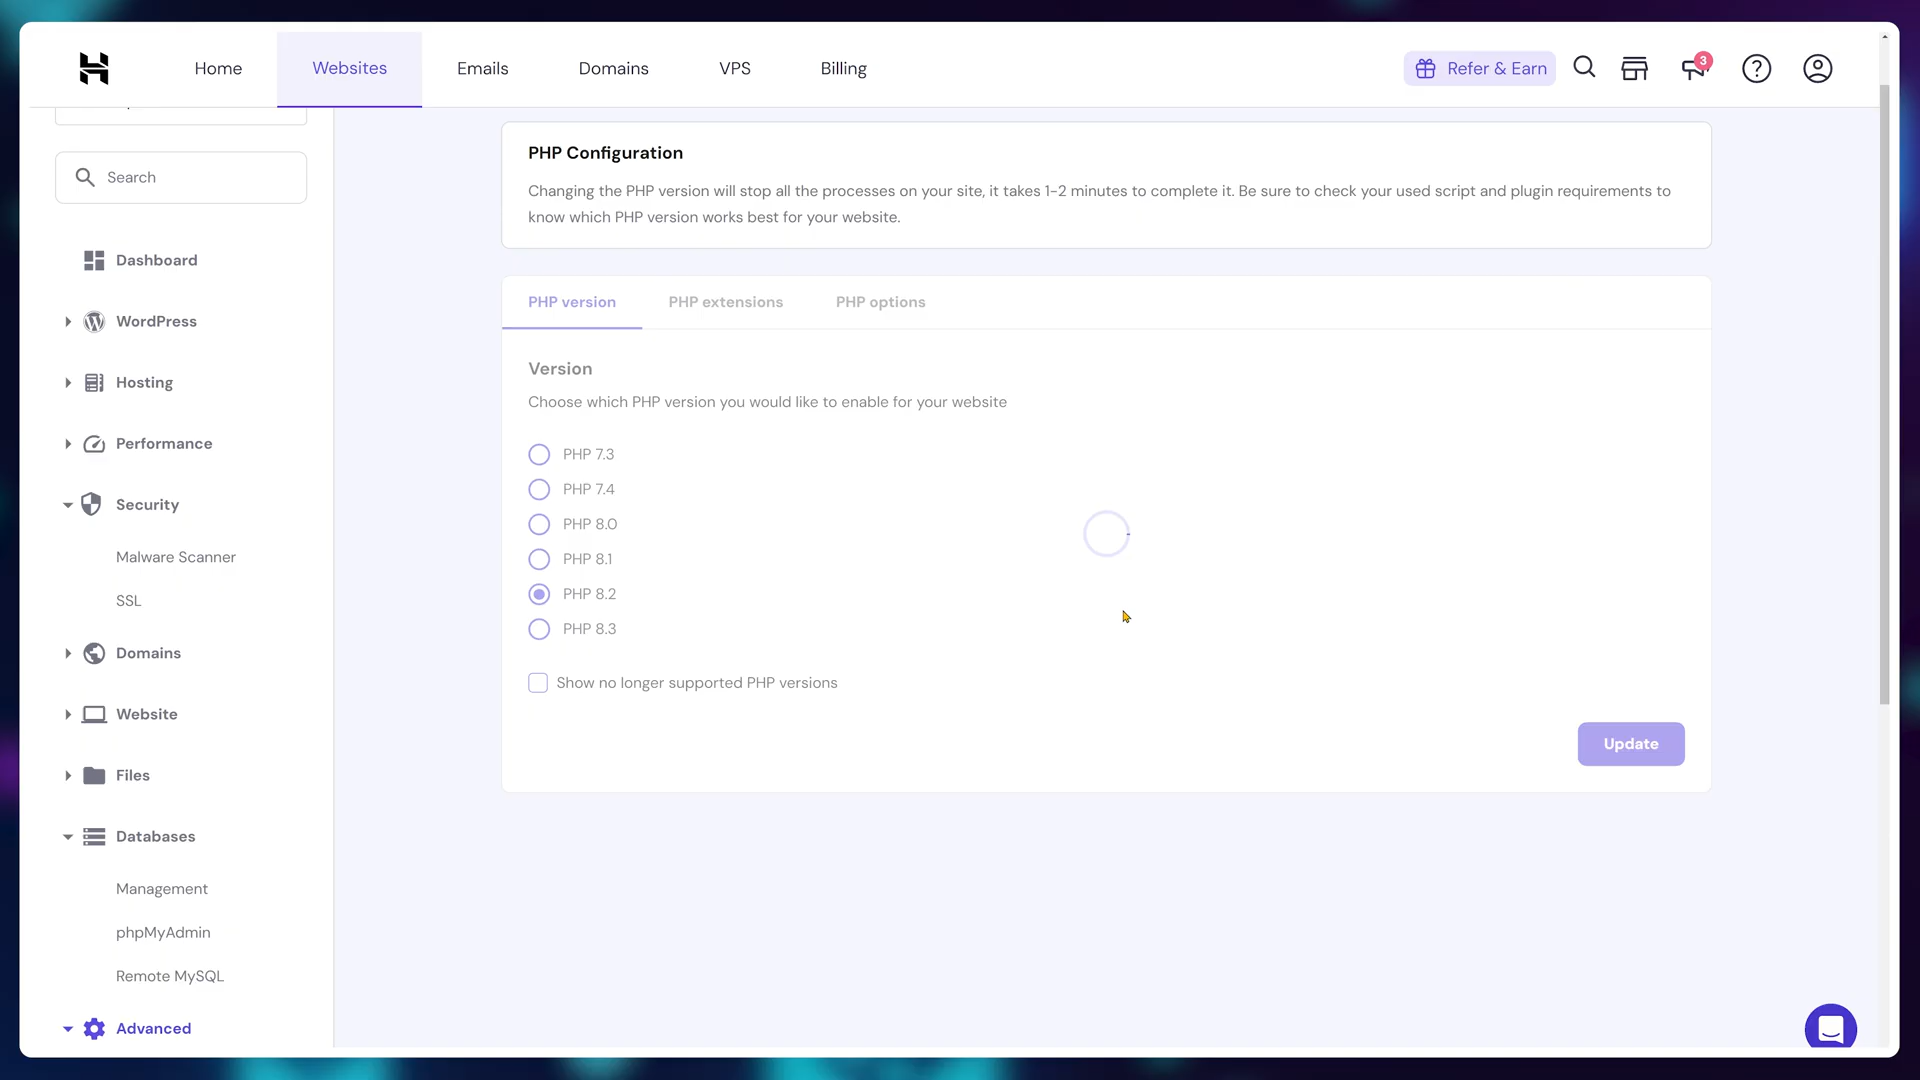 Home
Websites
Emails
Domains
VPS
Billing
Refer & Earn
3
Search
Dashboard
WordPress
Hosting
Performance
Security
Malware Scanner
SSL
Domains
Website
Files
Databases
Management
phpMyAdmin
Remote MySQL
Advanced
PHP Configuration
Changing the PHP version will stop all the processes on your site, it takes 1-2 minutes to complete it. Be sure to check your used script and plugin requirements to
know which PHP version works best for your website.
PHP version
PHP extensions
PHP options
Version
Choose which PHP version you would like to enable for your website
PHP 7.3
PHP 7.4
PHP 8.0
PHP 8.1
PHP 8.2
PHP 8.3
Show no longer supported PHP versions
Update